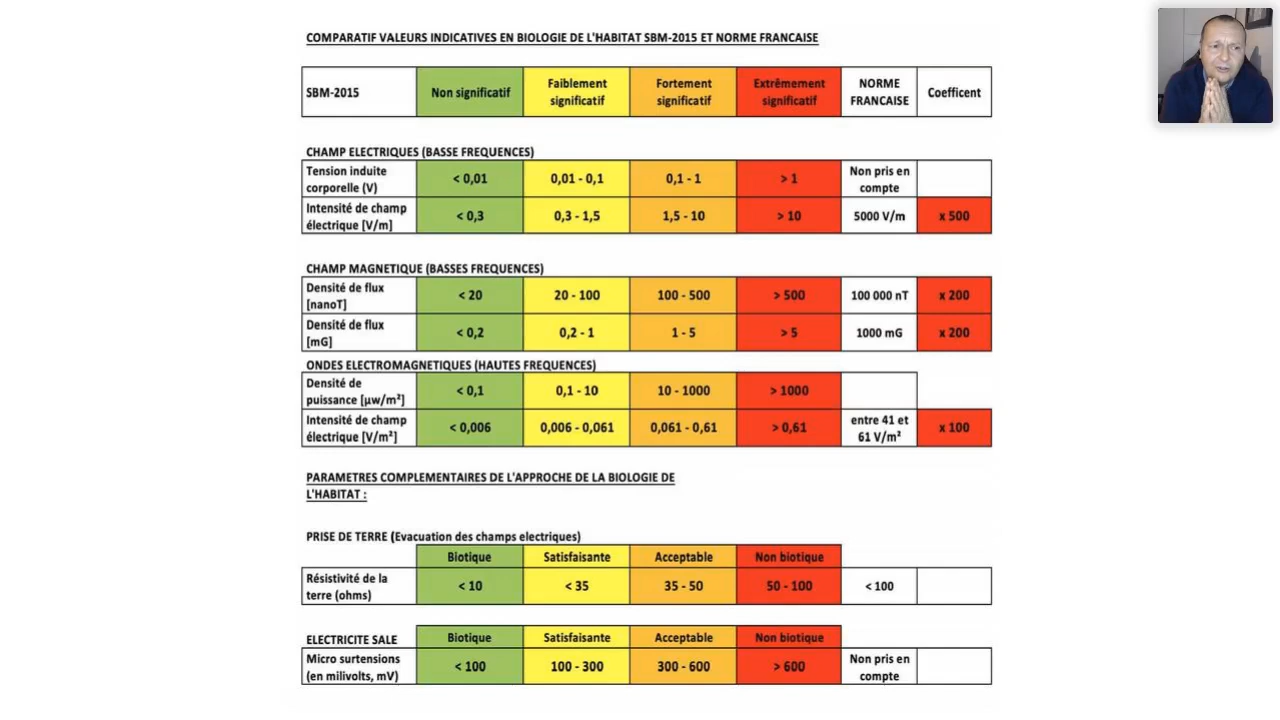 COMPARATIF VALEURS INDICATIVES EN BIOLOGIE DE L'HABITAT SBM-2015 ET NORME FRANCAISE
SBM-2015 Non significatif Faiblement significatif Fortement significatif Extrêmement significatif NORME FRANCAISE Coefficent
CHAMP ELECTRIQUES (BASSE FREQUENCES)
Tension induite corporelle (V) < 0,01 0,01 - 0,1 0,1 - 1 > 1 Non pris en compte
Intensité de champ électrique [V/m] < 0,3 0,3 - 1,5 1,5 - 10 > 10 5000 V/m x 500
CHAMP MAGNETIQUE (BASSES FREQUENCES)
Densité de flux [nanoT] < 20 20 - 100 100 - 500 > 500 100 000 nT x 200
Densité de flux [mG] < 0,2 0,2 - 1 1 - 5 > 5 1000 mG x 200
ONDES ELECTROMAGNETIQUES (HAUTES FREQUENCES)
Densité de puissance [µw/m²] < 0,1 0,1 - 10 10 - 1000 > 1000
Intensité de champ électrique [V/m²] < 0,006 0,006 - 0,061 0,061 - 0,61 > 0,61 entre 41 et 61 V/m² x 100
PARAMETRES COMPLEMENTAIRES DE L'APPROCHE DE LA BIOLOGIE DE
L'HABITAT :
PRISE DE TERRE (Evacuation des champs electriques)
Biotique Satisfaisante Acceptable Non biotique
Résistivité de la terre (ohms) < 10 < 35 35 - 50 50 - 100 < 100
ELECTRICITE SALE Biotique Satisfaisante Acceptable Non biotique
Micro surtensions (en milivolts, mV) < 100 100 - 300 300 - 600 > 600 Non pris en compte